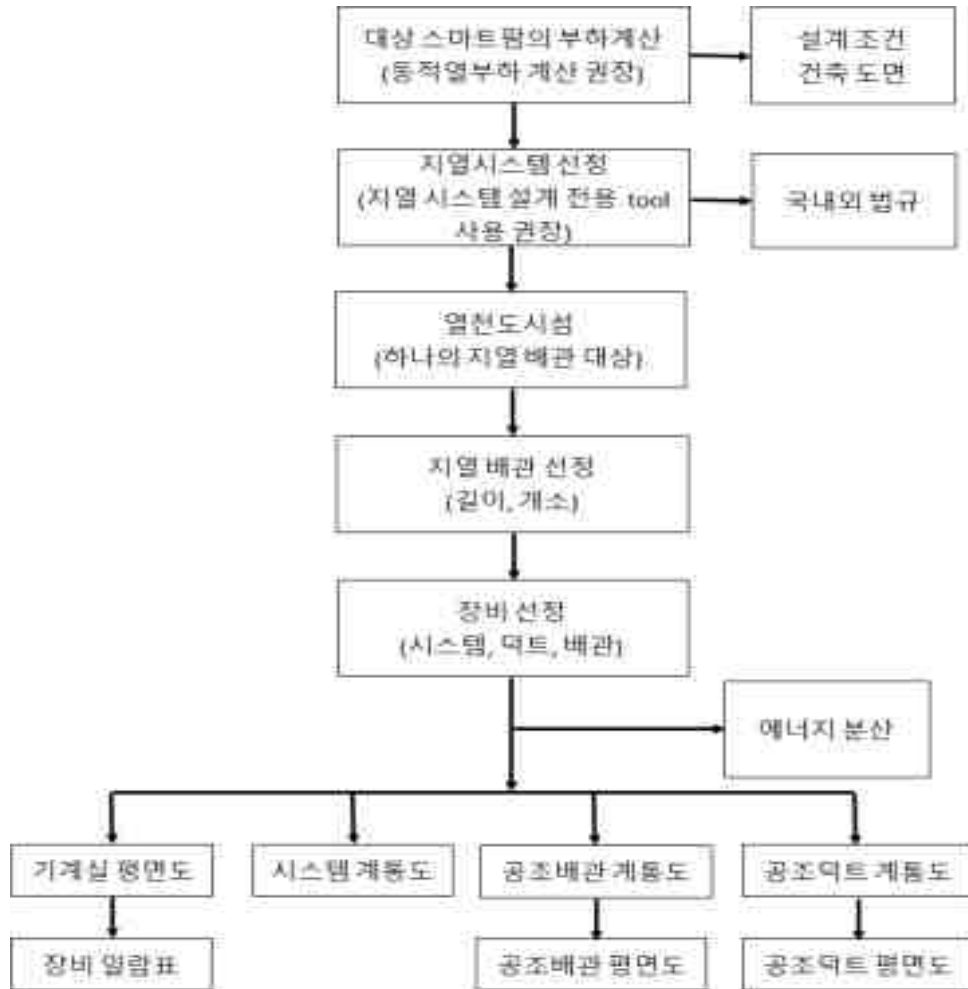 대상 스마트팜의 부하계산
(동적열부하 계산 권장)
설계 조건
건축 도면
지열시스템 선정
(지열 시스템 설계 전용 tool
사용 권장)
국내외 법규
열전도시험
(하나의 지열 배관 대상)
지열 배관 선정
(길이, 개소)
장비 선정
(시스템, 덕트, 배관)
에너지 분산
기계실 평면도
시스템 계통도
공조배관 계통도
공조덕트 계통도
장비 일람표
공조배관 평면도
공조덕트 평면도